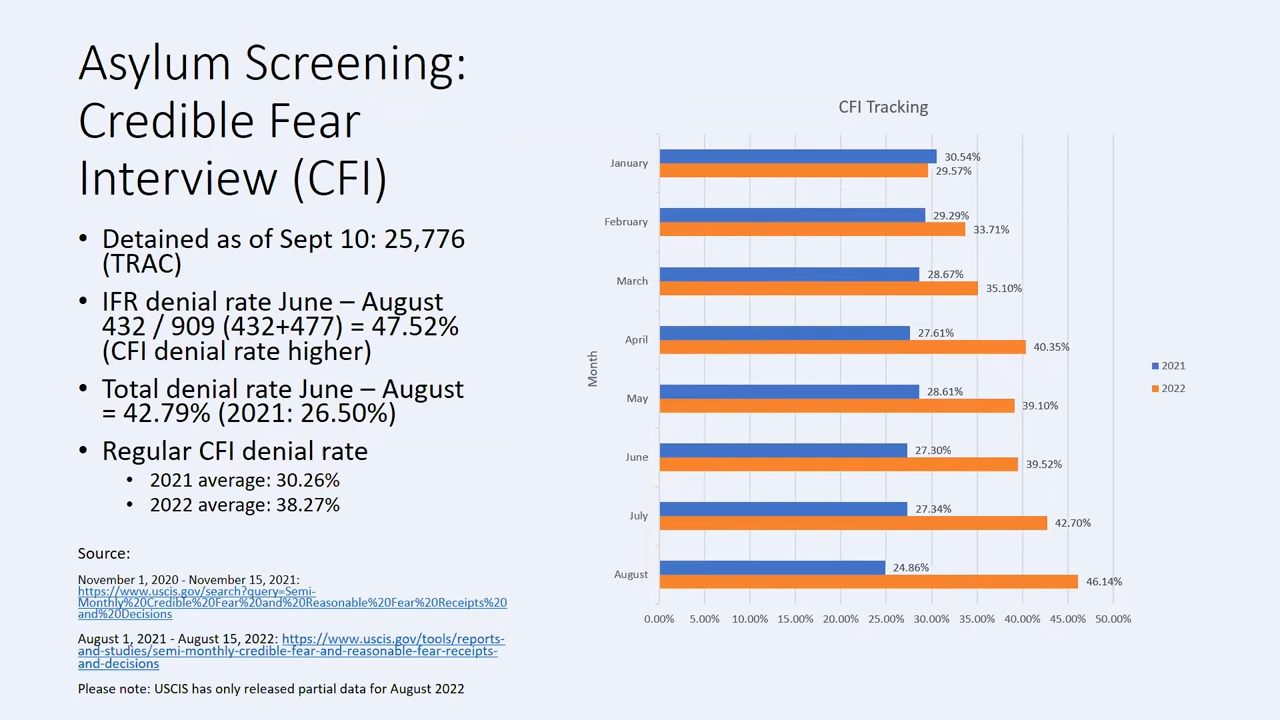 Asylum Screening:
Credible Fear
Interview (CFI)
• Detained as of Sept 10: 25,776
(TRAC)
• IFR denial rate June – August
432 / 909 (432+477) = 47.52%
(CFI denial rate higher)
• Total denial rate June – August
= 42.79% (2021: 26.50%)
• Regular CFI denial rate
• 2021 average: 30.26%
• 2022 average: 38.27%
Source:
November 1, 2020 - November 15, 2021:
https://www.uscis.gov/search?query=Semi-
Monthly%20Credible%20Fear%20and%20Reasonable%20Fear%20Receipts%20
and%20Decisions
August 1, 2021 - August 15, 2022: https://www.uscis.gov/tools/reports-
and-studies/semi-monthly-credible-fear-and-reasonable-fear-receipts-
and-decisions
Please note: USCIS has only released partial data for August 2022
CFI Tracking
Month
January
30.54%
29.57%
February
29.29%
33.71%
March
28.67%
35.10%
April
27.61%
40.35%
May
28.61%
39.10%
June
27.30%
39.52%
July
27.34%
42.70%
August
24.86%
46.14%
0.00% 5.00% 10.00% 15.00% 20.00% 25.00% 30.00% 35.00% 40.00% 45.00% 50.00%
2021
2022